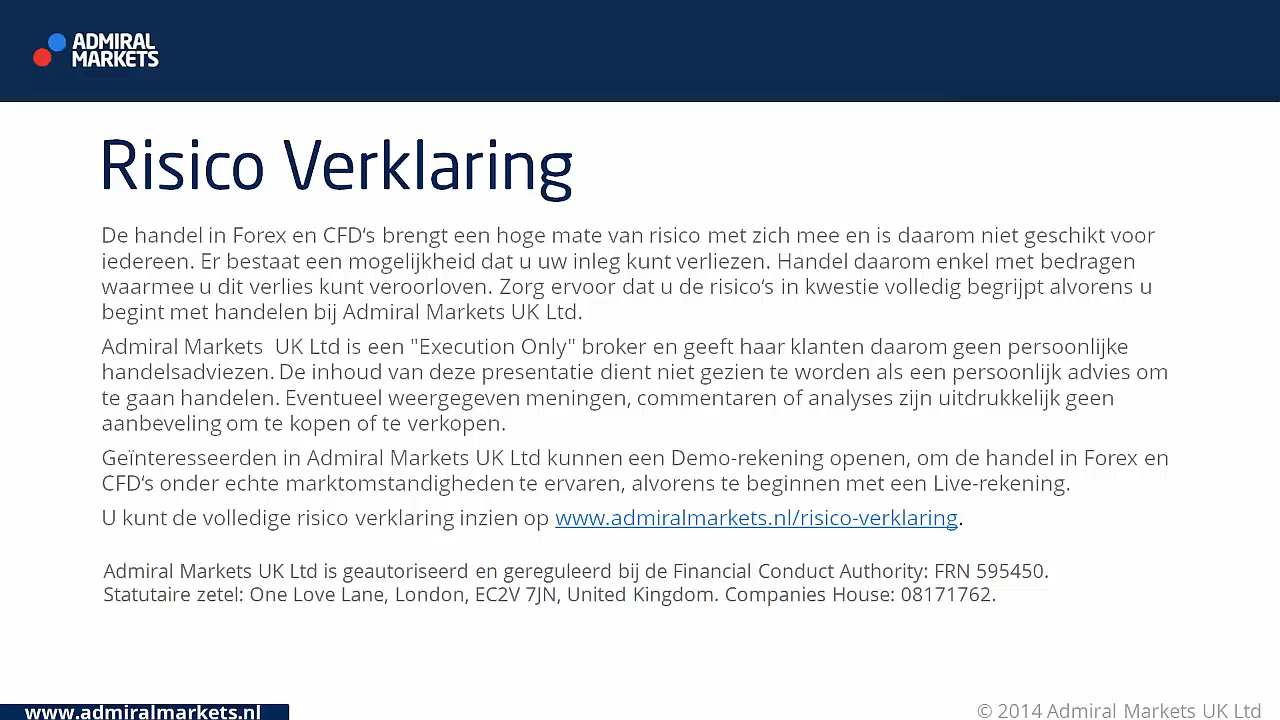 ADMIRAL
MARKETS
Risico Verklaring
De handel in Forex en CFD‘s brengt een hoge mate van risico met zich mee en is daarom niet geschikt voor
iedereen. Er bestaat een mogelijkheid dat u uw inleg kunt verliezen. Handel daarom enkel met bedragen
waarmee u dit verlies kunt veroorloven. Zorg ervoor dat u de risico‘s in kwestie volledig begrijpt alvorens u
begint met handelen bij Admiral Markets UK Ltd.
Admiral Markets  UK Ltd is een "Execution Only" broker en geeft haar klanten daarom geen persoonlijke
handelsadviezen. De inhoud van deze presentatie dient niet gezien te worden als een persoonlijk advies om
te gaan handelen. Eventueel weergegeven meningen, commentaren of analyses zijn uitdrukkelijk geen
aanbeveling om te kopen of te verkopen.
Geïnteresseerden in Admiral Markets UK Ltd kunnen een Demo-rekening openen, om de handel in Forex en
CFD‘s onder echte marktomstandigheden te ervaren, alvorens te beginnen met een Live-rekening.
U kunt de volledige risico verklaring inzien op www.admiralmarkets.nl/risico-verklaring.
Admiral Markets UK Ltd is geautoriseerd en gereguleerd bij de Financial Conduct Authority: FRN 595450.
Statutaire zetel: One Love Lane, London, EC2V 7JN, United Kingdom. Companies House: 08171762.
www.admiralmarkets.nl
© 2014 Admiral Markets UK Ltd